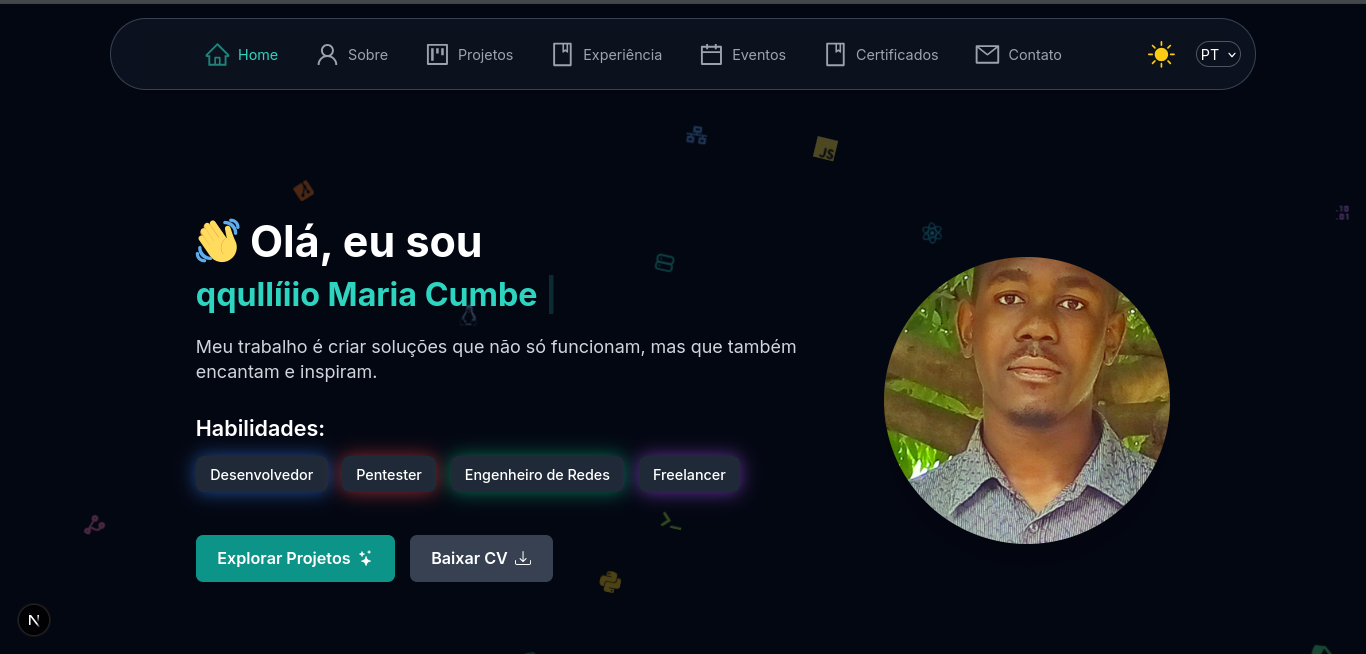 Home
Sobre
Projetos
Experiência
Eventos
Certificados
Contato
PT
JS
👋 Olá, eu sou
qqullíiio Maria Cumbe
Meu trabalho é criar soluções que não só funcionam, mas que também
encantam e inspiram.
Habilidades:
Desenvolvedor
Pentester
Engenheiro de Redes
Freelancer
Explorar Projetos
Baixar CV
N